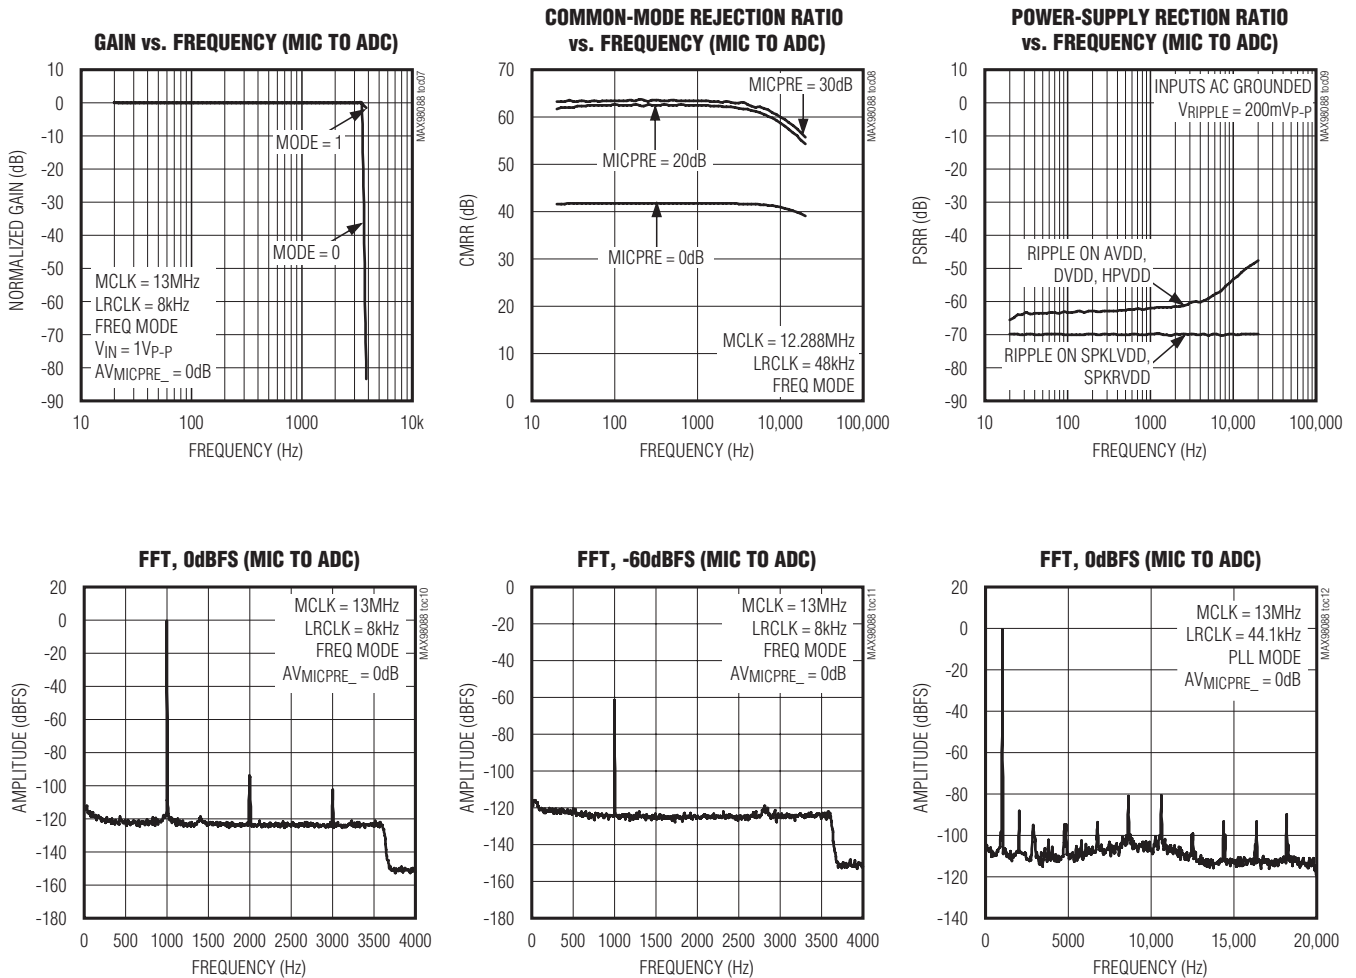 GAIN vs. FREQUENCY (MIC TO ADC)
NORMALIZED GAIN (dB)
10
0
-10
-20
-30
-40
-50
-60
-70
-80
-90
MODE = 1
MODE = 0
MCLK = 13MHz
LRCLK = 8kHz
FREQ MODE
VIN = 1VP-P
AVMICPRE_ = 0dB
10 100 1000 10k
FREQUENCY (Hz)
MAX98088 toc07
COMMON-MODE REJECTION RATIO
vs. FREQUENCY (MIC TO ADC)
CMRR (dB)
70
60
50
40
30
20
10
0
MICPRE = 30dB
MICPRE = 20dB
MICPRE = 0dB
MCLK = 12.288MHz
LRCLK = 48kHz
FREQ MODE
10 100 1000 10,000 100,000
FREQUENCY (Hz)
MAX98088 toc08
POWER-SUPPLY RECTION RATIO
vs. FREQUENCY (MIC TO ADC)
PSRR (dB)
10
0
-10
-20
-30
-40
-50
-60
-70
-80
-90
INPUTS AC GROUNDED
VRIPPLE = 200mVP-P
RIPPLE ON AVDD,
DVDD, HPVDD
RIPPLE ON SPKLVDD,
SPKRVDD
10 100 1000 10,000 100,000
FREQUENCY (Hz)
MAX98088 toc09
FFT, 0dBFS (MIC TO ADC)
AMPLITUDE (dBFS)
20
0
-20
-40
-60
-80
-100
-120
-140
-160
-180
MCLK = 13MHz
LRCLK = 8kHz
FREQ MODE
AVMICPRE_ = 0dB
0 500 1000 1500 2000 2500 3000 3500 4000
FREQUENCY (Hz)
MAX98088 toc10
FFT, -60dBFS (MIC TO ADC)
AMPLITUDE (dBFS)
0
-20
-40
-60
-80
-100
-120
-140
-160
-180
MCLK = 13MHz
LRCLK = 8kHz
FREQ MODE
AVMICPRE_ = 0dB
0 500 1000 1500 2000 2500 3000 3500 4000
FREQUENCY (Hz)
MAX98088 toc11
FFT, 0dBFS (MIC TO ADC)
AMPLITUDE (dBFS)
20
0
-20
-40
-60
-80
-100
-120
-140
MCLK = 13MHz
LRCLK = 44.1kHz
PLL MODE
AVMICPRE_ = 0dB
0 5000 10,000 15,000 20,000
FREQUENCY (Hz)
MAX98088 toc12